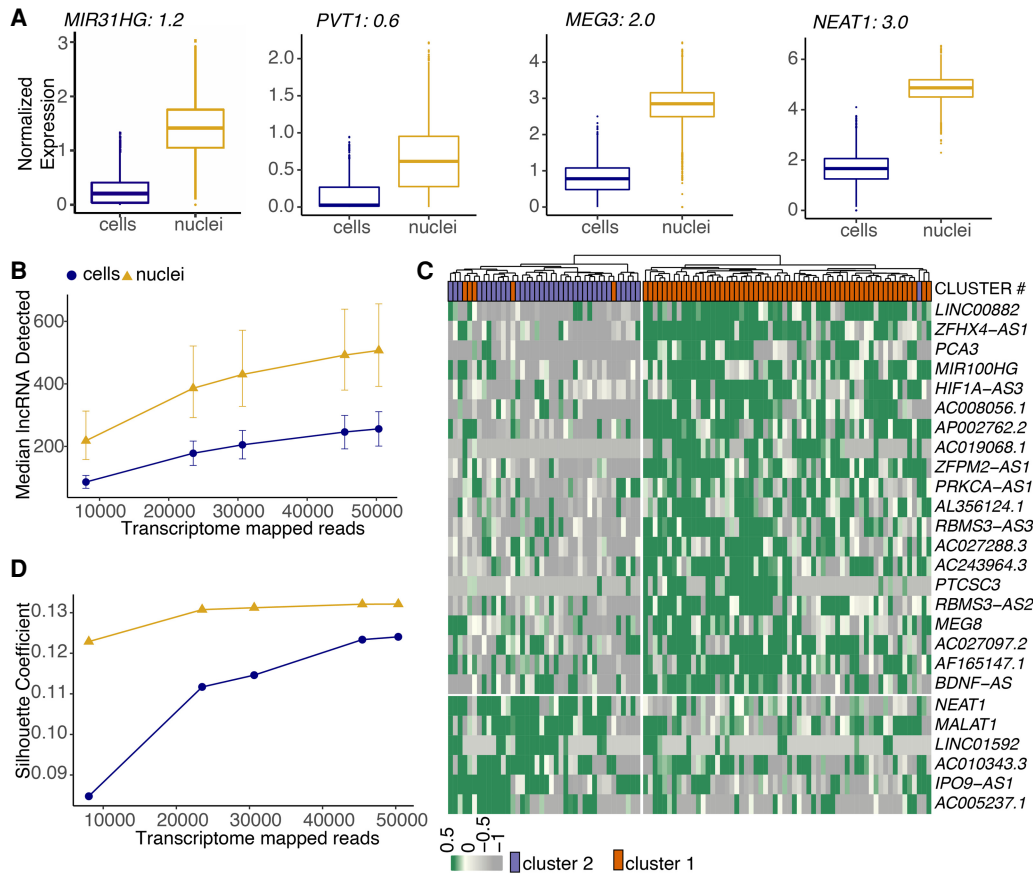 A
MIR31HG: 1.2
PVT1: 0.6
MEG3: 2.0
NEAT1: 3.0
Normalized
Expression
3
2
1
0
2.0
1.5
1.0
0.5
0.0
4
3
2
1
0
6
4
2
0
cells
nuclei
cells
nuclei
cells
nuclei
cells
nuclei
B
cells nuclei
Median lncRNA Detected
600
400
200
10000 20000 30000 40000 50000
Transcriptome mapped reads
C
CLUSTER #
LINC00882
ZFHX4−AS1
PCA3
MIR100HG
HIF1A−AS3
AC008056.1
AP002762.2
AC019068.1
ZFPM2−AS1
PRKCA−AS1
AL356124.1
RBMS3−AS3
AC027288.3
AC243964.3
PTCSC3
RBMS3−AS2
MEG8
AC027097.2
AF165147.1
BDNF−AS
NEAT1
MALAT1
LINC01592
AC010343.3
IPO9−AS1
AC005237.1
0.5
0
−0.5
−1
cluster 2
cluster 1
D
Silhouette Coefficient
0.13
0.12
0.11
0.10
0.09
10000 20000 30000 40000 50000
Transcriptome mapped reads